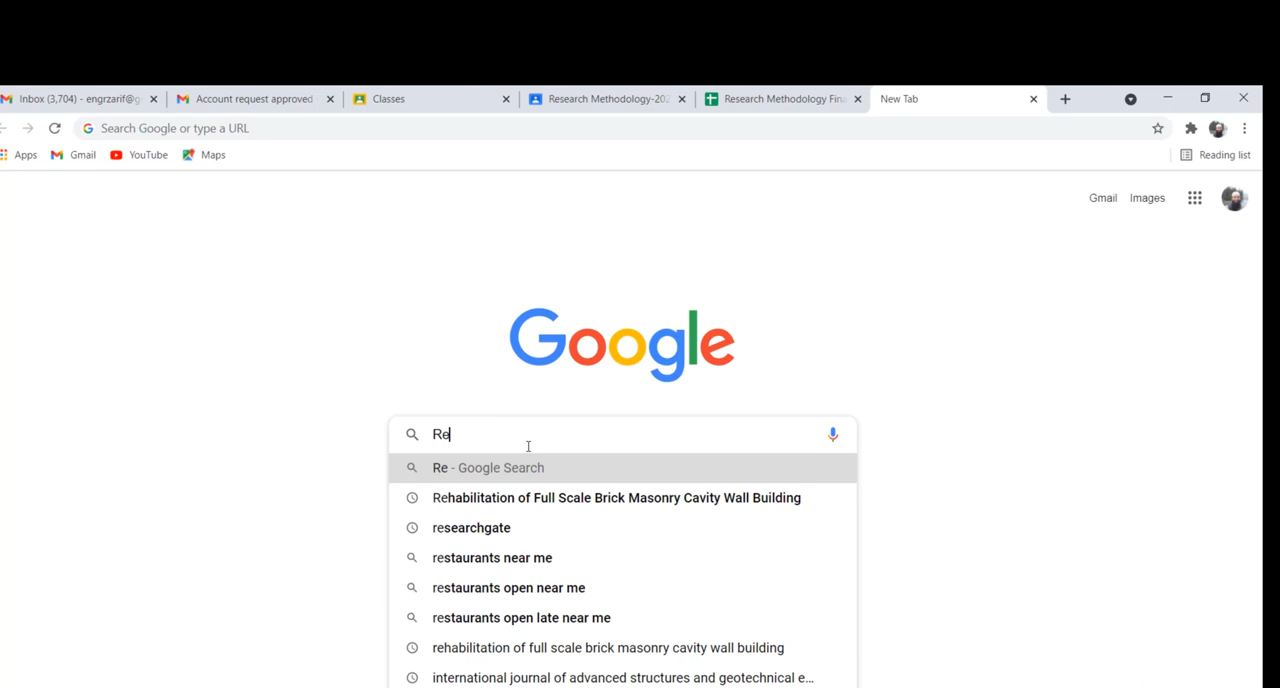 Inbox (3,704) - engrzarif@g
Account request approved
Classes
Research Methodology-202
Research Methodology Fina
New Tab
Search Google or type a URL
Apps
Gmail
YouTube
Maps
Reading list
Gmail
Images
Google
Re
Re - Google Search
Rehabilitation of Full Scale Brick Masonry Cavity Wall Building
researchgate
restaurants near me
restaurants open near me
restaurants open late near me
rehabilitation of full scale brick masonry cavity wall building
international journal of advanced structures and geotechnical e...